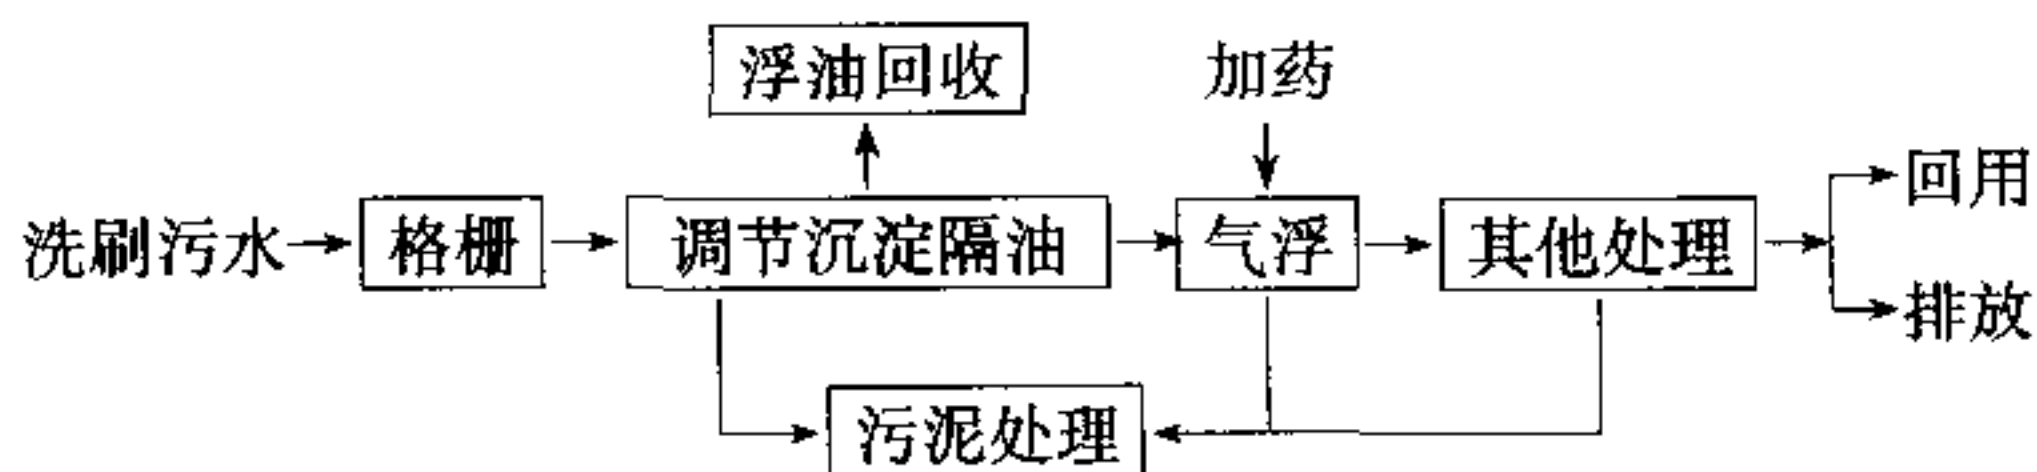 浮油回收
加药
洗刷污水
格栅
调节沉淀隔油
气浮
其他处理
回用
排放
污泥处理